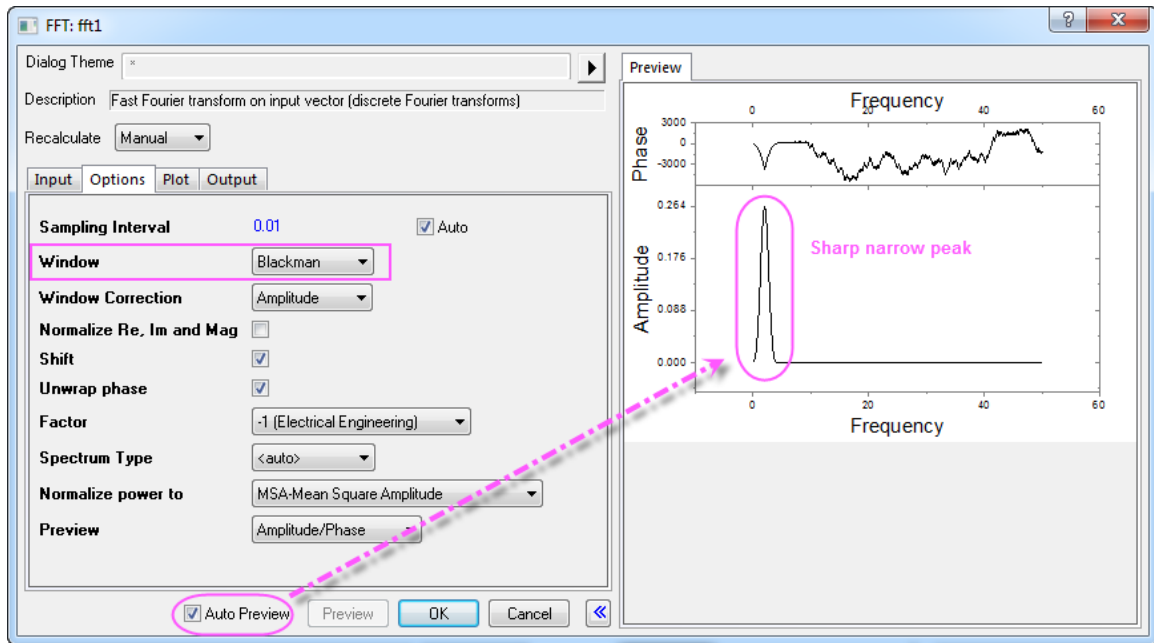 FFT: fft1
Dialog Theme *
Description Fast Fourier transform on input vector (discrete Fourier transforms)
Recalculate Manual
Input Options Plot Output
Sampling Interval 0.01 Auto
Window Blackman
Window Correction Amplitude
Normalize Re, Im and Mag
Shift
Unwrap phase
Factor -1 (Electrical Engineering)
Spectrum Type <auto>
Normalize power to MSA-Mean Square Amplitude
Preview Amplitude/Phase
Auto Preview Preview OK Cancel
Preview
Frequency
0 20 40 60
3000
0
-3000
Phase
0.264
0.176
0.088
0.000
Amplitude
Sharp narrow peak
0 20 40 60
Frequency